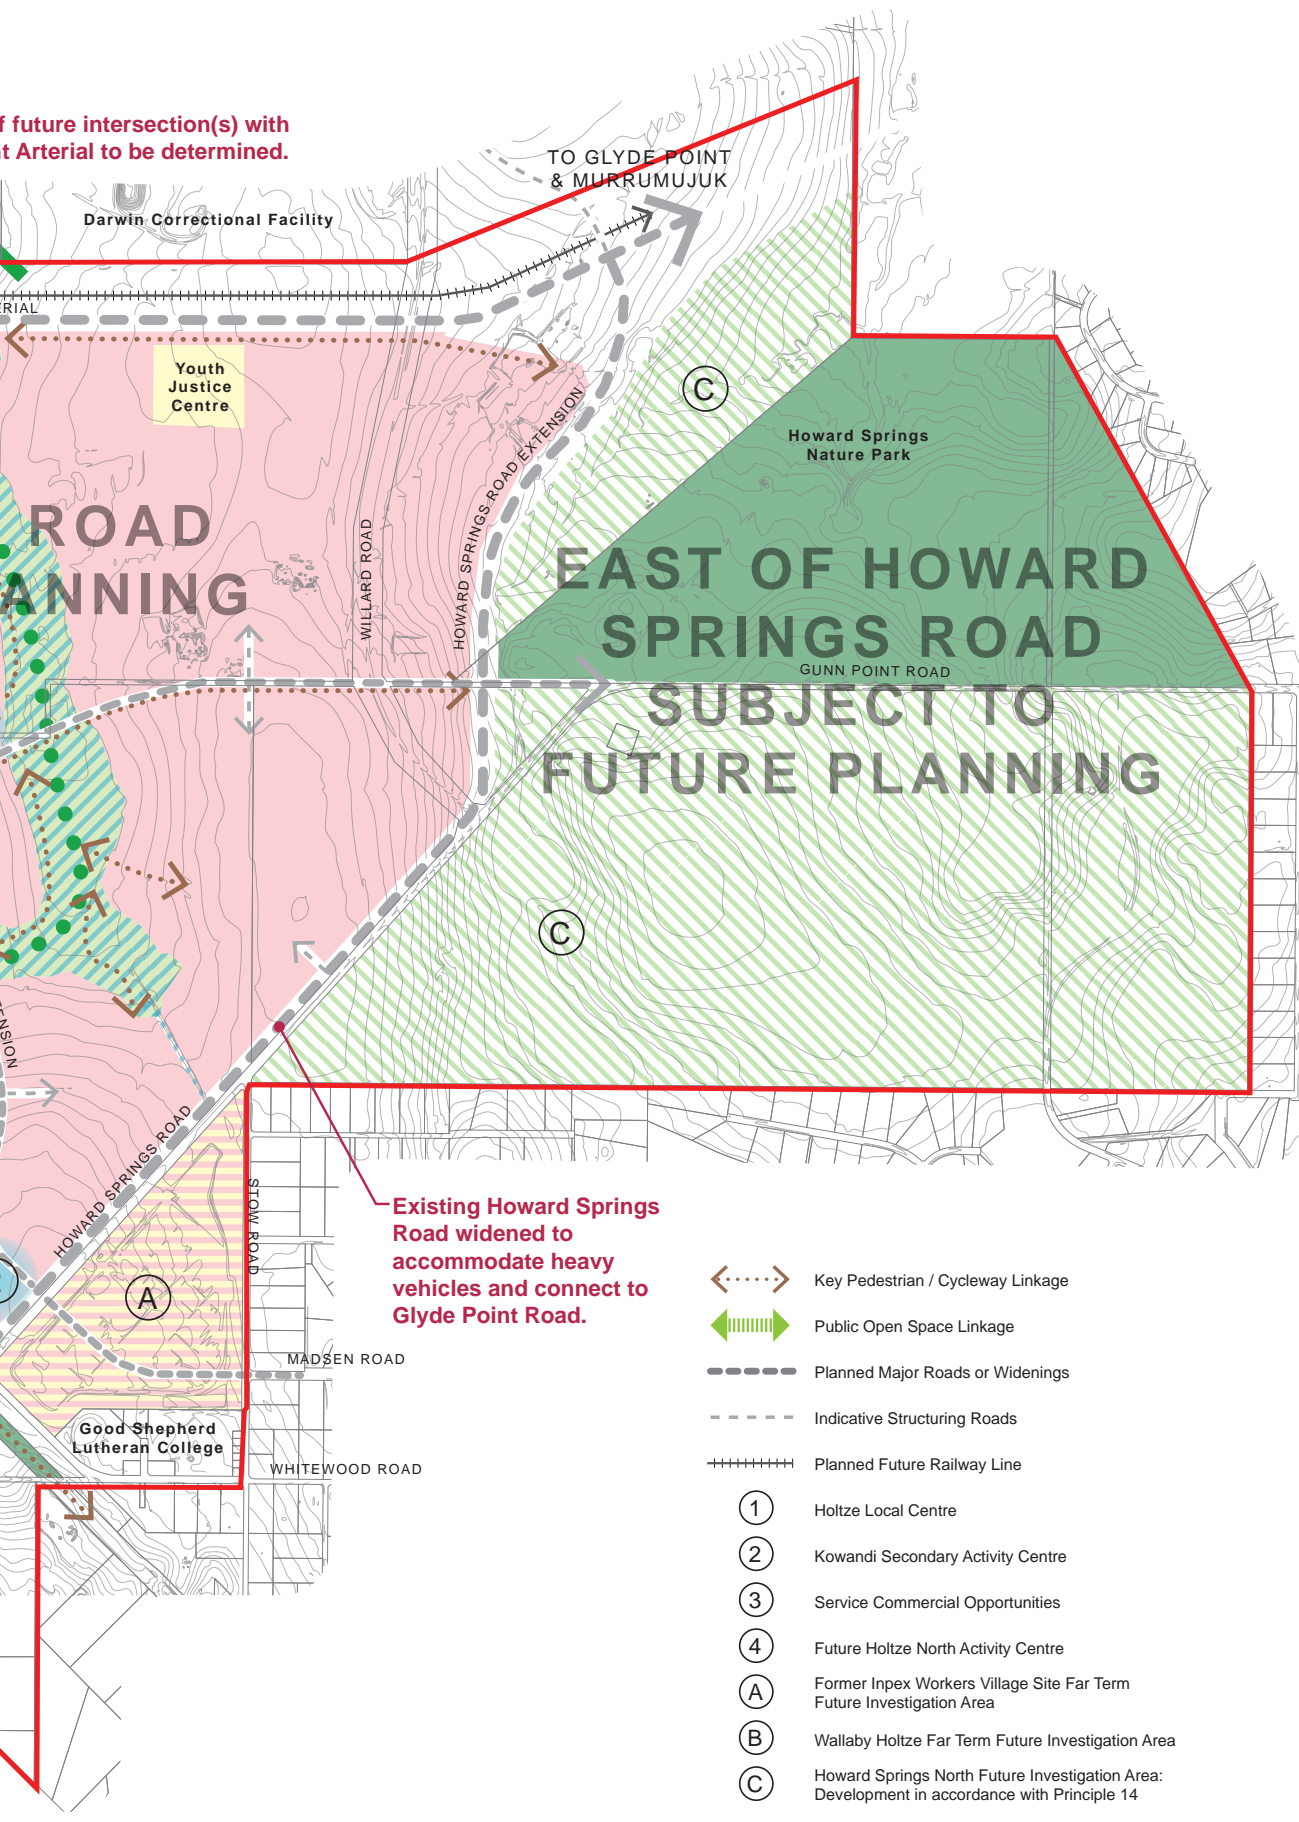 f future intersection(s) with
t Arterial to be determined.
TO GLYDE POINT
& MURRUMUJUK
Darwin Correctional Facility
ERIAL
Youth
Justice
Centre
C
HOWARD SPRINGS ROAD EXTENSION
Howard Springs
Nature Park
ROAD
ANNING
WILLARD ROAD
EAST OF HOWARD
SPRINGS ROAD
SUBJECT TO
FUTURE PLANNING
GUNN POINT ROAD
C
ENSION
HOWARD SPRINGS ROAD
STOW ROAD
Existing Howard Springs
Road widened to
accommodate heavy
vehicles and connect to
Glyde Point Road.
A
MADSEN ROAD
Good Shepherd
Lutheran College
WHITEWOOD ROAD
Key Pedestrian / Cycleway Linkage
Public Open Space Linkage
Planned Major Roads or Widenings
Indicative Structuring Roads
Planned Future Railway Line
1 Holtze Local Centre
2 Kowandi Secondary Activity Centre
3 Service Commercial Opportunities
4 Future Holtze North Activity Centre
A Former Inpex Workers Village Site Far Term
Future Investigation Area
B Wallaby Holtze Far Term Future Investigation Area
C Howard Springs North Future Investigation Area:
Development in accordance with Principle 14